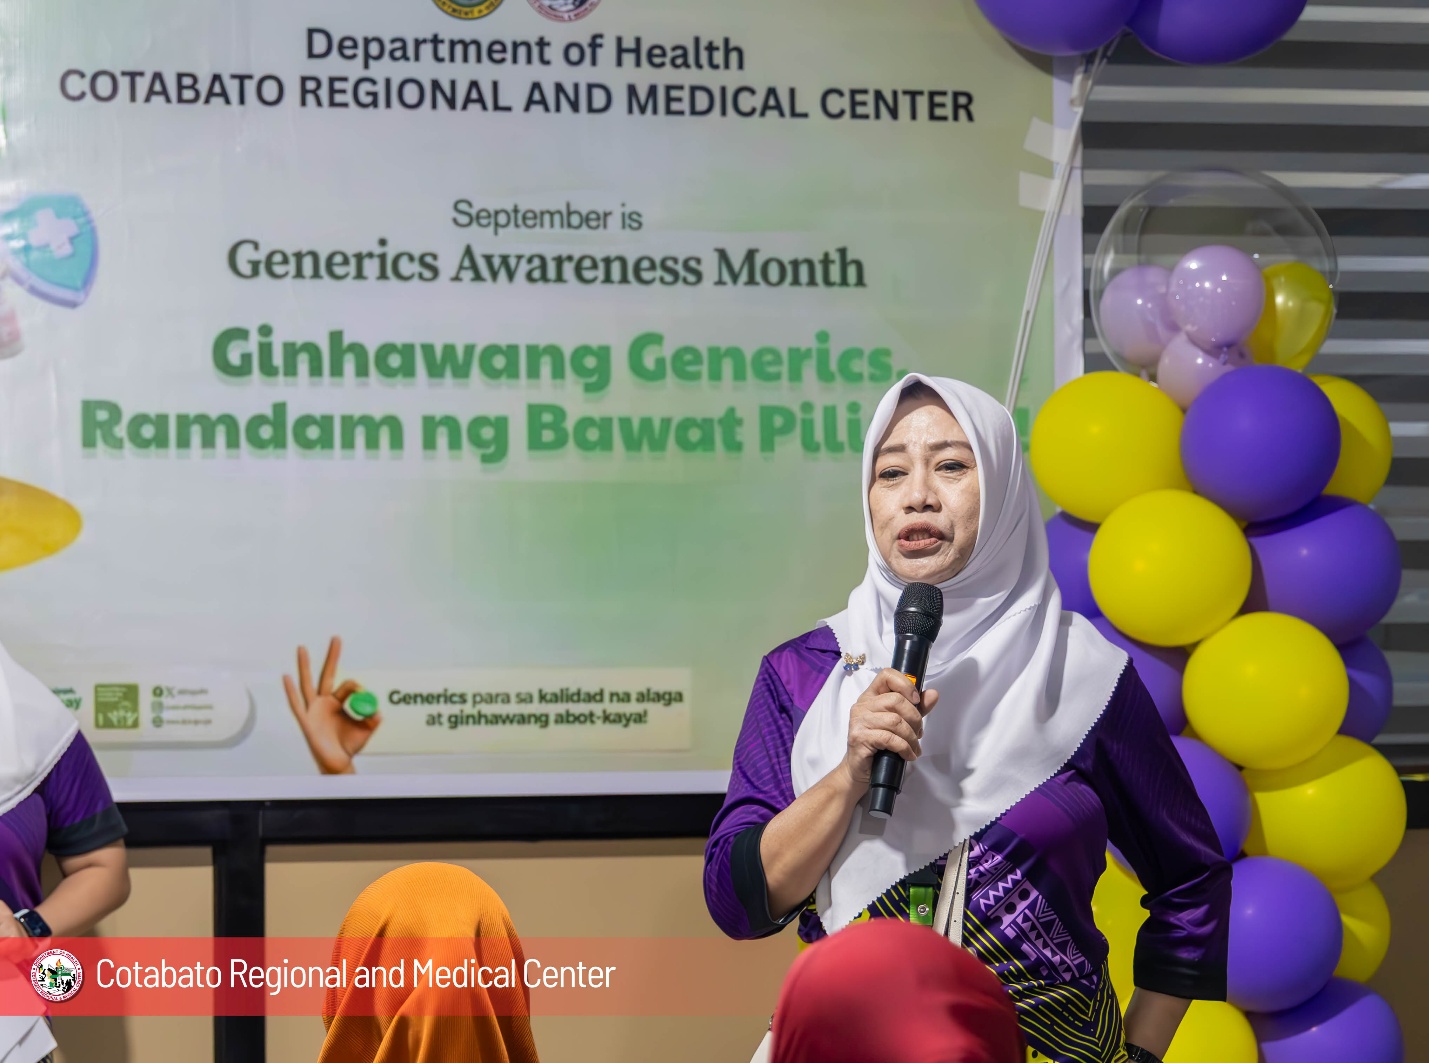 Department of Health
COTABATO REGIONAL AND MEDICAL CENTER
September is
Generics Awareness Month
Ginhawang Generics,
Ramdam ng Bawat
Generics para sa kalidad na alaga
at ginhawang abot-kaya!
Cotabato Regional and Medical Center